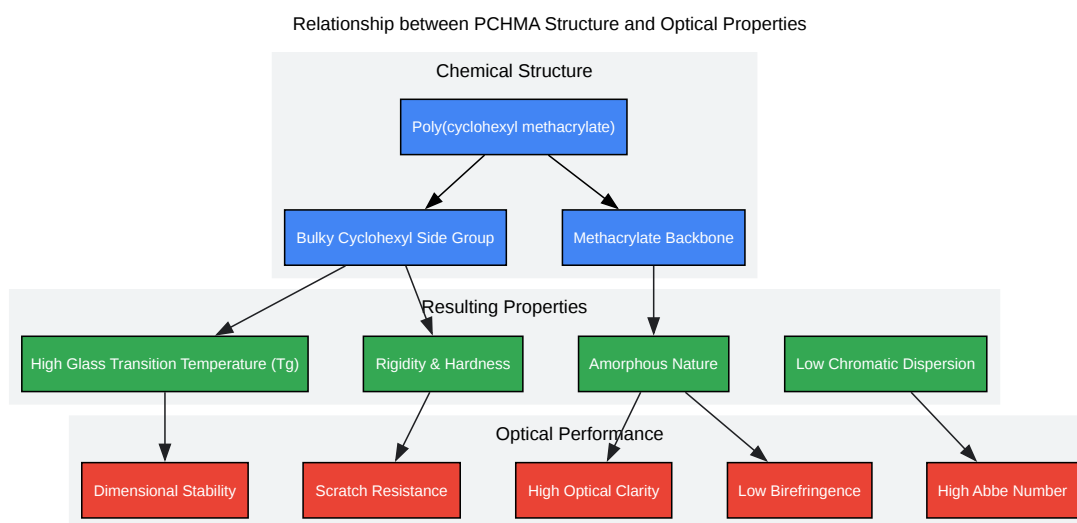 Relationship between PCHMA Structure and Optical Properties
Chemical Structure
Poly(cyclohexyl methacrylate)
Bulky Cyclohexyl Side Group
Methacrylate Backbone
Resulting Properties
High Glass Transition Temperature (Tg)
Rigidity & Hardness
Amorphous Nature
Low Chromatic Dispersion
Optical Performance
Dimensional Stability
Scratch Resistance
High Optical Clarity
Low Birefringence
High Abbe Number